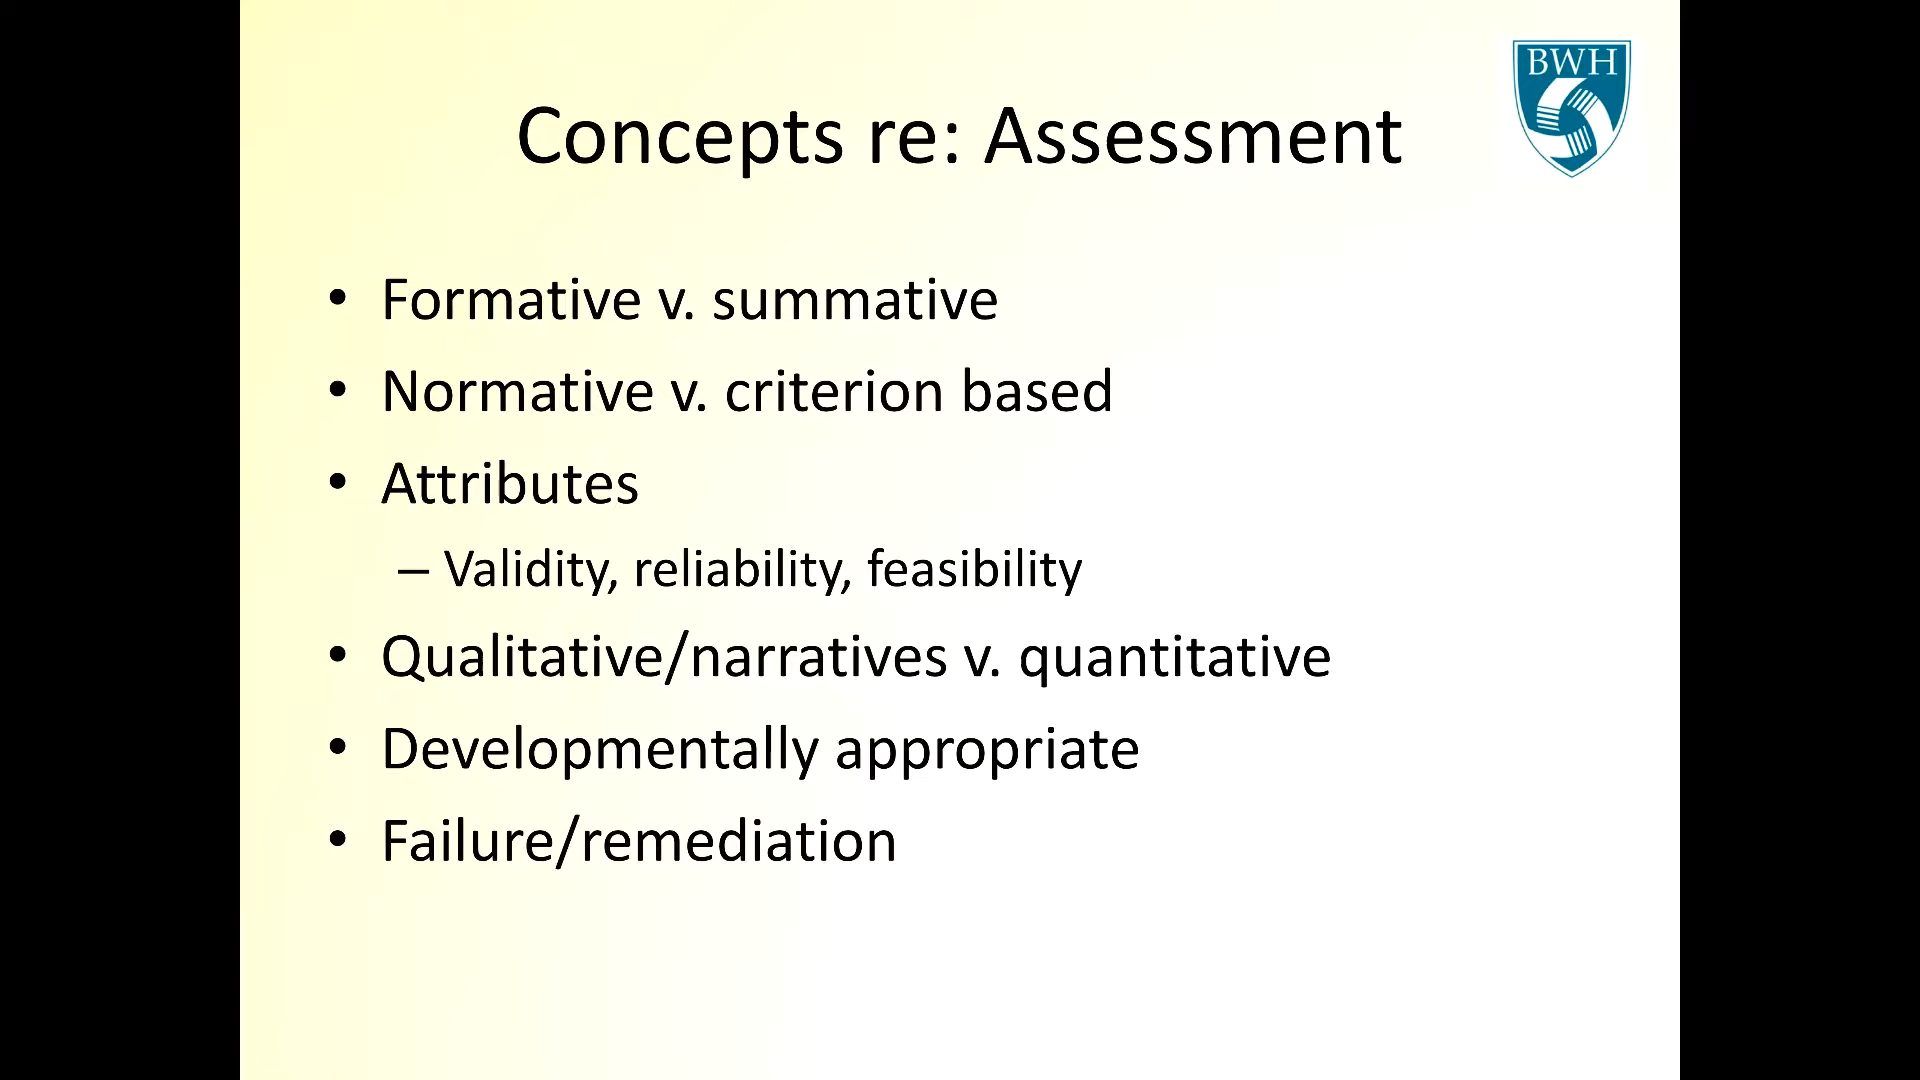 BWH
Concepts re: Assessment
• Formative v. summative
• Normative v. criterion based
• Attributes
– Validity, reliability, feasibility
• Qualitative/narratives v. quantitative
• Developmentally appropriate
• Failure/remediation